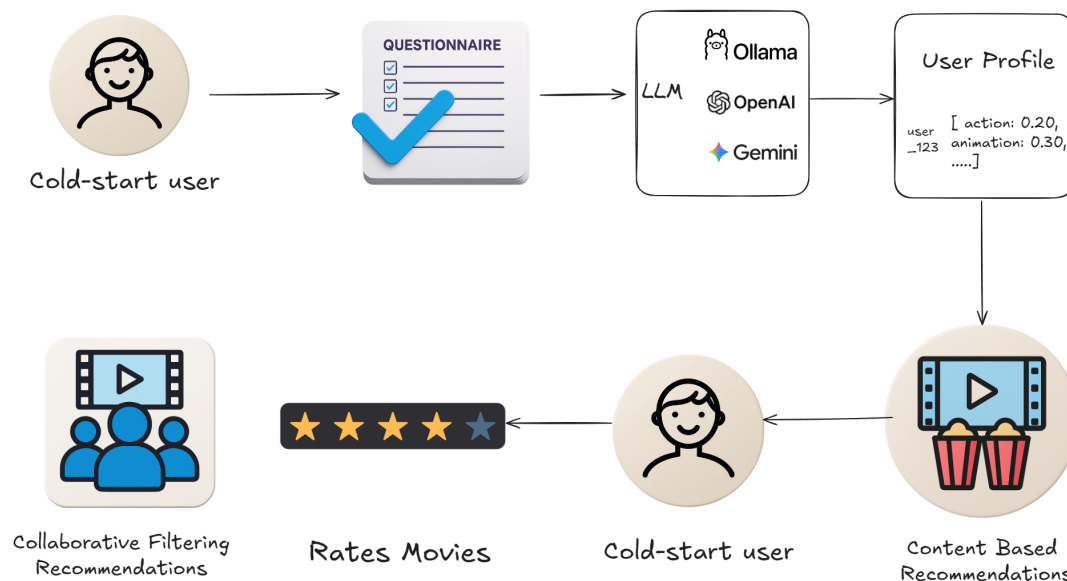 QUESTIONNAIRE
Cold-start user
LLM
Ollama
OpenAI
Gemini
User Profile
user
_123
[ action: 0.20,
animation: 0.30,
.....]
Collaborative Filtering
Recommendations
Rates Movies
Cold-start user
Content Based
Recommendations